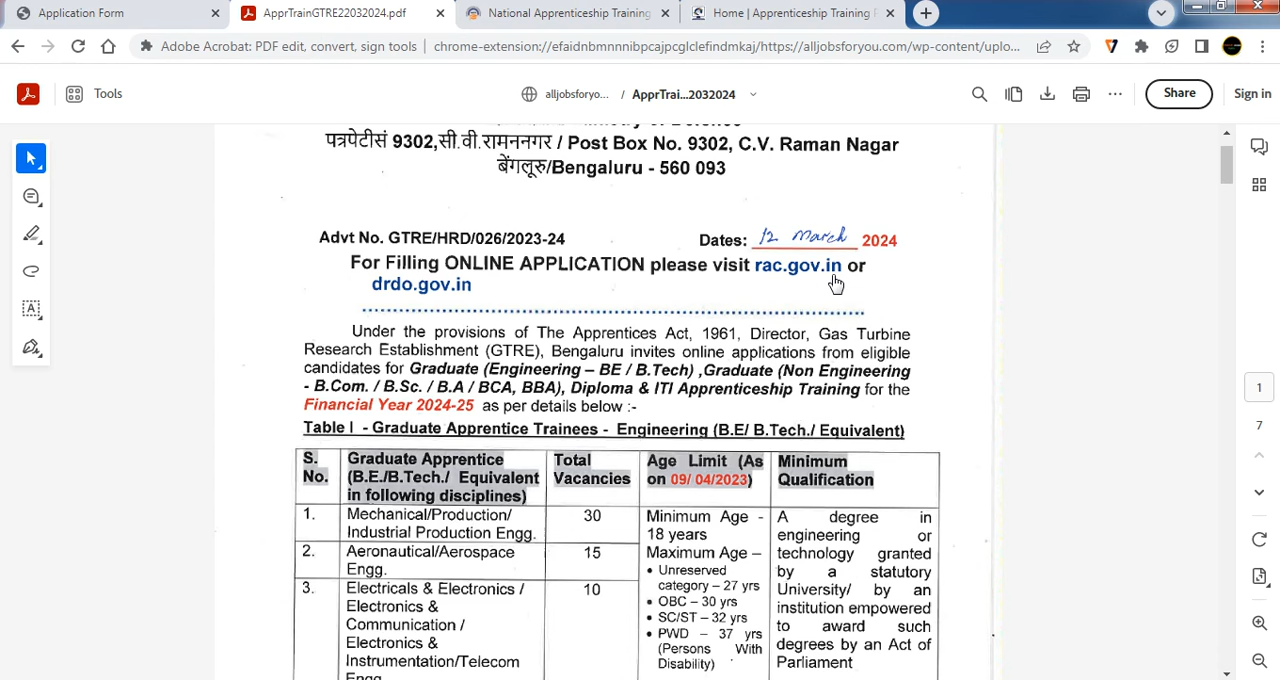 Application Form
ApprTrainGTRE22032024.pdf
National Apprenticeship Training
Home | Apprenticeship Training
Adobe Acrobat: PDF edit, convert, sign tools | chrome-extension://efaidnbmnnnibpcajpcglclefindmkaj/https://alljobsforyou.com/wp-content/uplo...
Tools
alljobsforyo... / ApprTrai...2032024
Share
Sign in
पत्रपेटीसं 9302,सी.वी.रामननगर / Post Box No. 9302, C.V. Raman Nagar
बेंगलूरु/Bengaluru - 560 093
Advt No. GTRE/HRD/026/2023-24 Dates: 12 March 2024
For Filling ONLINE APPLICATION please visit rac.gov.in or
drdo.gov.in
Under the provisions of The Apprentices Act, 1961, Director, Gas Turbine
Research Establishment (GTRE), Bengaluru invites online applications from eligible
candidates for Graduate (Engineering – BE / B.Tech) ,Graduate (Non Engineering
- B.Com. / B.Sc. / B.A / BCA, BBA), Diploma & ITI Apprenticeship Training for the
Financial Year 2024-25 as per details below :-
Table I - Graduate Apprentice Trainees - Engineering (B.E/ B.Tech./ Equivalent)
S. No.
Graduate Apprentice
(B.E./B.Tech./ Equivalent
in following disciplines)
Total
Vacancies
Age Limit (As
on 09/ 04/2023)
Minimum
Qualification
1.
Mechanical/Production/
Industrial Production Engg.
30
2.
Aeronautical/Aerospace
Engg.
15
3.
Electricals & Electronics /
Electronics &
Communication /
Electronics &
Instrumentation/Telecom
Engg.
10
Minimum Age -
18 years
Maximum Age –
• Unreserved
category – 27 yrs
• OBC – 30 yrs
• SC/ST – 32 yrs
• PWD – 37 yrs
(Persons With
Disability)
A degree in
engineering or
technology granted
by a statutory
University/ by an
institution empowered
to award such
degrees by an Act of
Parliament
1
7